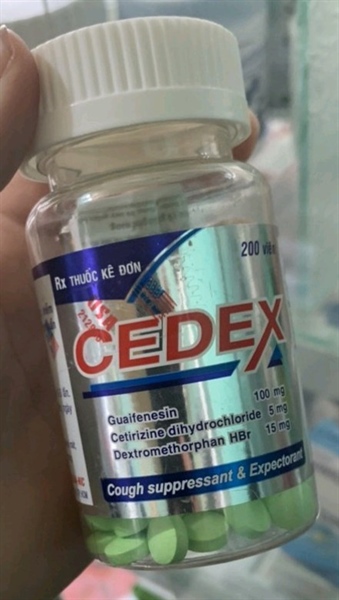 Rx THUỐC KÊ ĐƠN
200 viên
USA
CEDEX
Guaifenesin 100 mg
Cetirizine dihydrochloride 5 mg
Dextromethorphan HBr 15 mg
Cough suppressant & Expectorant